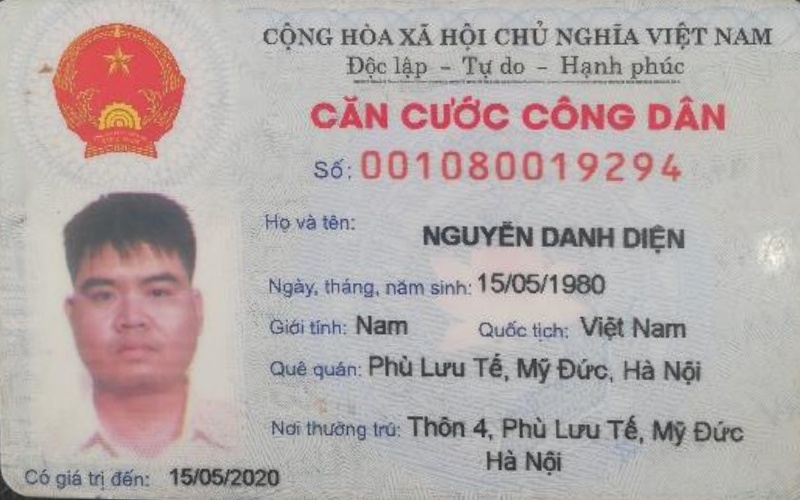 CỘNG HÒA XÃ HỘI CHỦ NGHĨA VIỆT NAM
Độc lập - Tự do - Hạnh phúc
CĂN CƯỚC CÔNG DÂN
Số: 001080019294
Họ và tên: NGUYỄN DANH DIỆN
Ngày, tháng, năm sinh: 15/05/1980
Giới tính: Nam Quốc tịch: Việt Nam
Quê quán: Phù Lưu Tế, Mỹ Đức, Hà Nội
Nơi thường trú: Thôn 4, Phù Lưu Tế, Mỹ Đức
Hà Nội
Có giá trị đến: 15/05/2020